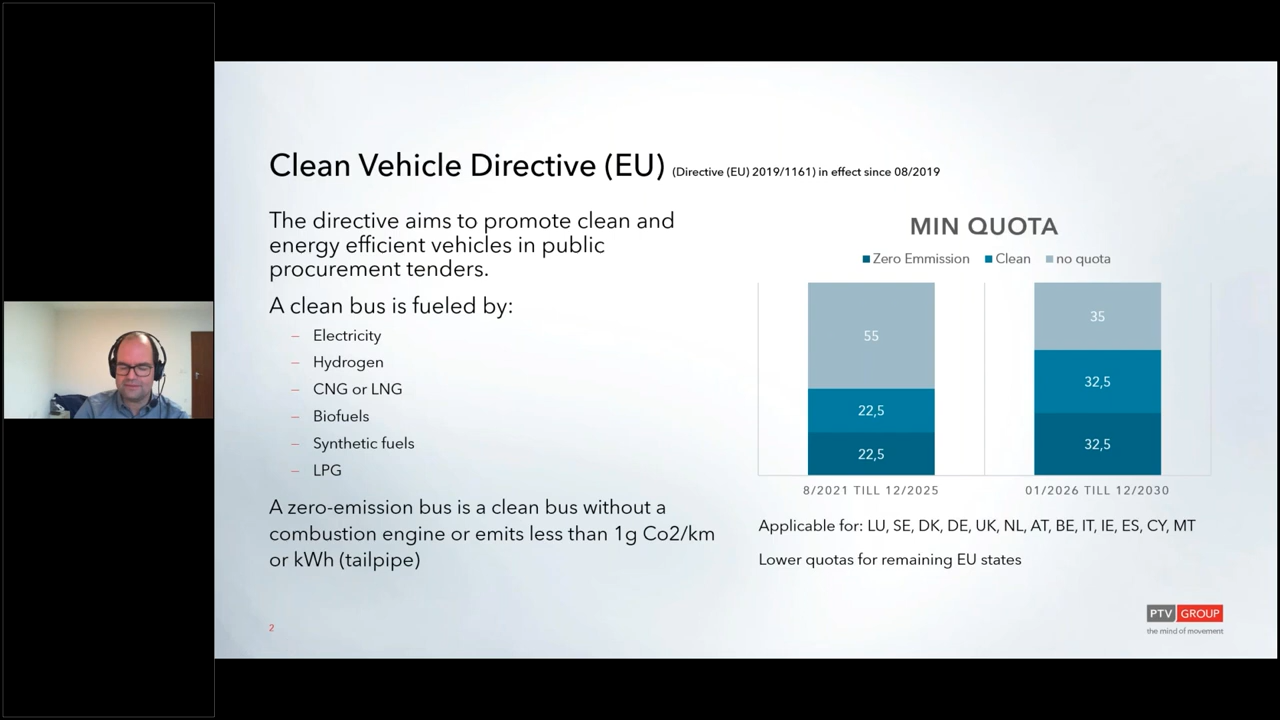 Clean Vehicle Directive (EU) (Directive (EU) 2019/1161) in effect since 08/2019
The directive aims to promote clean and
energy efficient vehicles in public
procurement tenders.
A clean bus is fueled by:
– Electricity
– Hydrogen
– CNG or LNG
– Biofuels
– Synthetic fuels
– LPG
A zero-emission bus is a clean bus without a
combustion engine or emits less than 1g Co2/km
or kWh (tailpipe)
MIN QUOTA
Zero Emmission Clean no quota
55
22,5
22,5
35
32,5
32,5
8/2021 TILL 12/2025 01/2026 TILL 12/2030
Applicable for: LU, SE, DK, DE, UK, NL, AT, BE, IT, IE, ES, CY, MT
Lower quotas for remaining EU states
2
PTV GROUP
the mind of movement